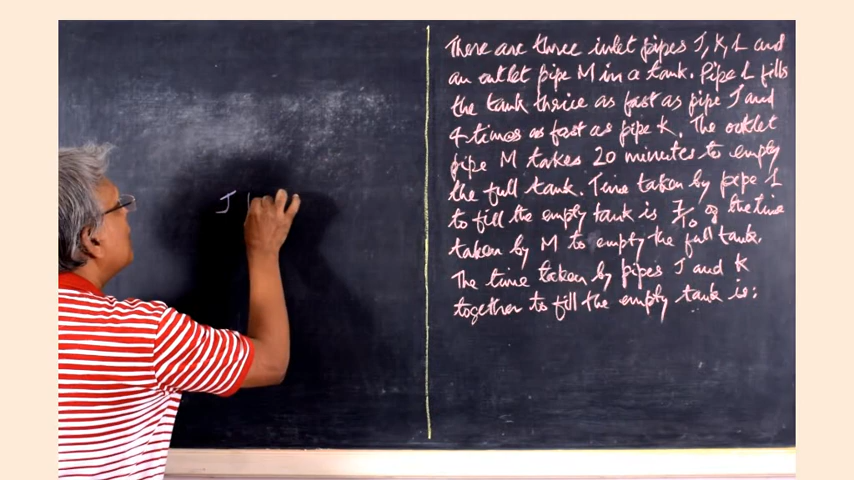 J
There are three inlet pipes J, K, L and
an outlet pipe M in a tank. Pipe L fills
the tank thrice as fast as pipe J and
4 times as fast as pipe K. The outlet
pipe M takes 20 minutes to empty
the full tank. Time taken by pipe L
to fill the empty tank is 7/10 of the time
taken by M to empty the full tank.
The time taken by pipes J and K
together to fill the empty tank is: